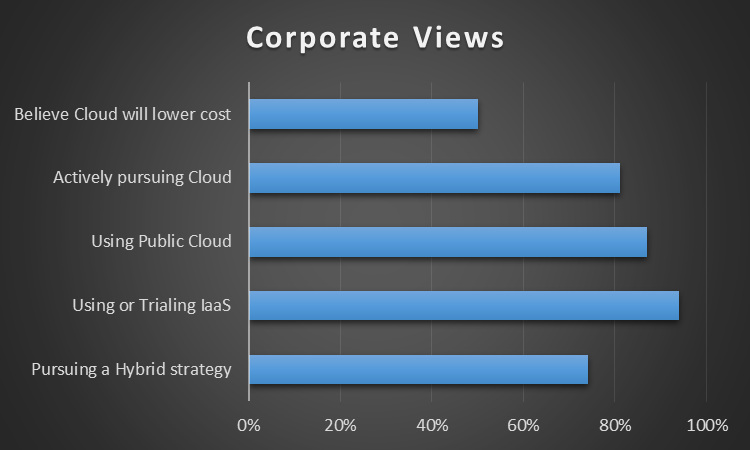 Corporate Views
Believe Cloud will lower cost
Actively pursuing Cloud
Using Public Cloud
Using or Trialing IaaS
Pursuing a Hybrid strategy
0% 20% 40% 60% 80% 100%